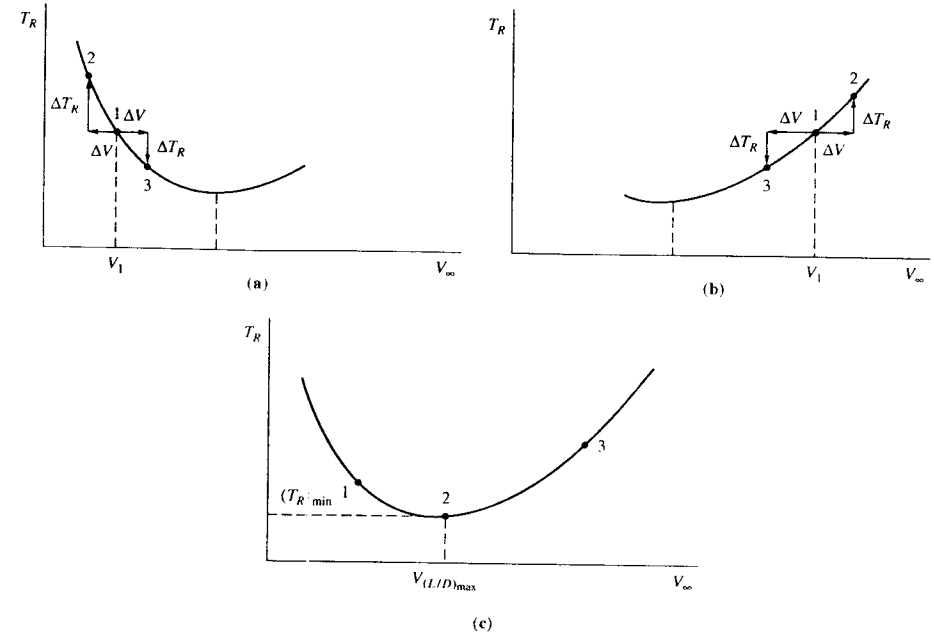 T_R
2
ΔT_R
1
ΔV
ΔV
ΔT_R
3
V_1
V_∞
(a)
T_R
2
1
ΔV
ΔT_R
ΔT_R
ΔV
3
V_1
V_∞
(b)
T_R
3
1
2
(T_R)min
V_(L/D)max
V_∞
(c)